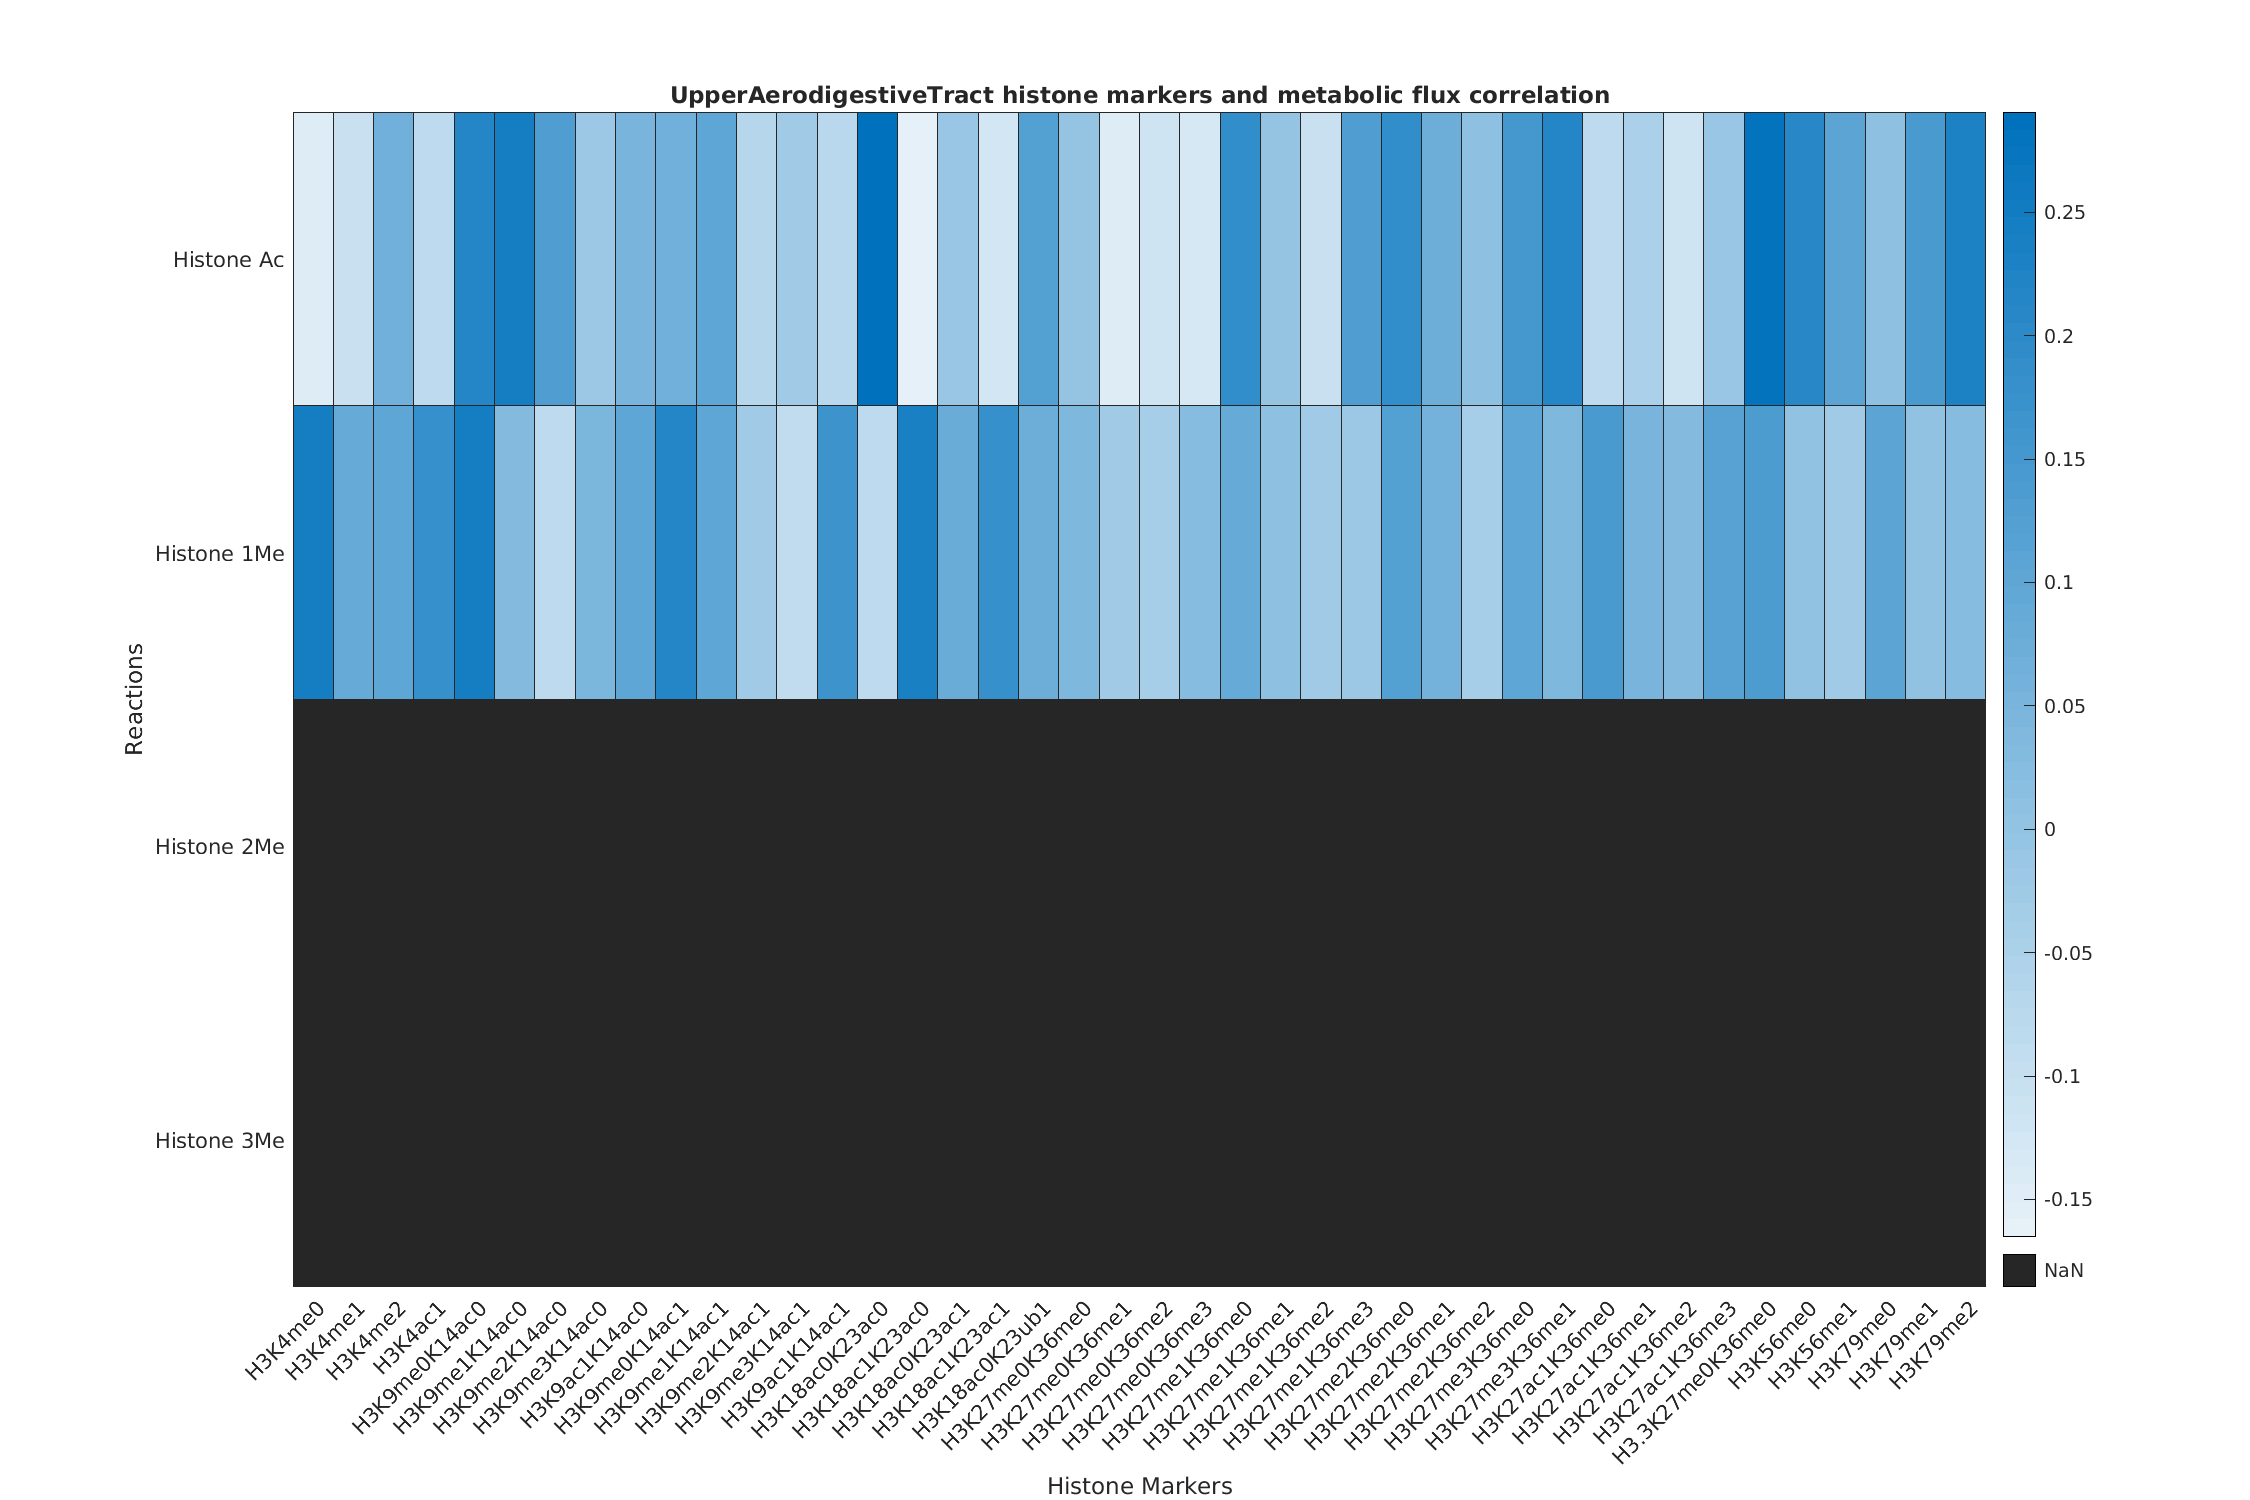 UpperAerodigestiveTract histone markers and metabolic flux correlation
Reactions
Histone Ac
Histone 1Me
Histone 2Me
Histone 3Me
0.25
0.2
0.15
0.1
0.05
0
-0.05
-0.1
-0.15
NaN
H3K4me0
H3K4me1
H3K4me2
H3K4ac1
H3K9me0K14ac0
H3K9me1K14ac0
H3K9me2K14ac0
H3K9me3K14ac0
H3K9ac1K14ac0
H3K9me0K14ac1
H3K9me1K14ac1
H3K9me2K14ac1
H3K9me3K14ac1
H3K9ac1K14ac1
H3K18ac0K23ac0
H3K18ac1K23ac0
H3K18ac0K23ac1
H3K18ac1K23ac1
H3K18ac0K23ub1
H3K27me0K36me0
H3K27me0K36me1
H3K27me0K36me2
H3K27me0K36me3
H3K27me1K36me0
H3K27me1K36me1
H3K27me1K36me2
H3K27me1K36me3
H3K27me2K36me0
H3K27me2K36me1
H3K27me2K36me2
H3K27me3K36me0
H3K27me3K36me1
H3K27ac1K36me0
H3K27ac1K36me1
H3K27ac1K36me2
H3K27ac1K36me3
H3.3K27me0K36me0
H3K56me0
H3K56me1
H3K79me0
H3K79me1
H3K79me2
Histone Markers